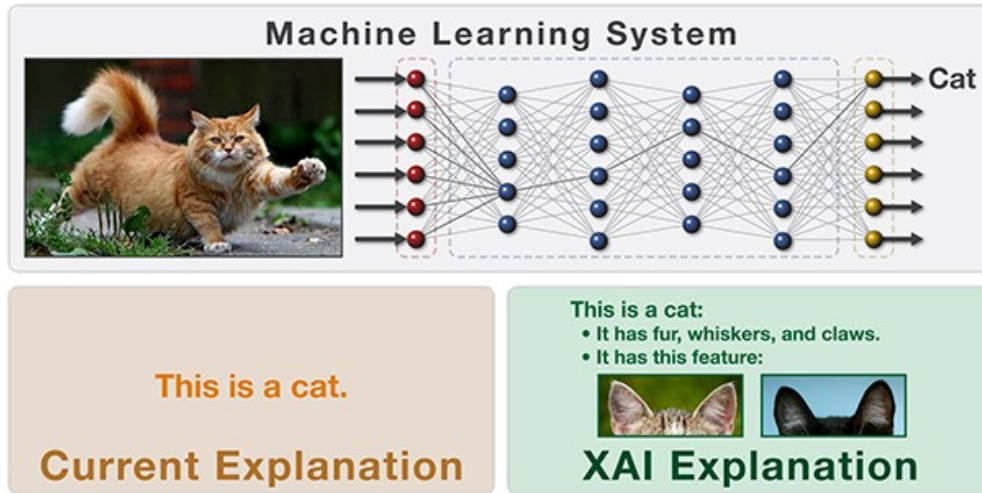 Machine Learning System
Cat
This is a cat.
Current Explanation
This is a cat:
• It has fur, whiskers, and claws.
• It has this feature:
XAI Explanation